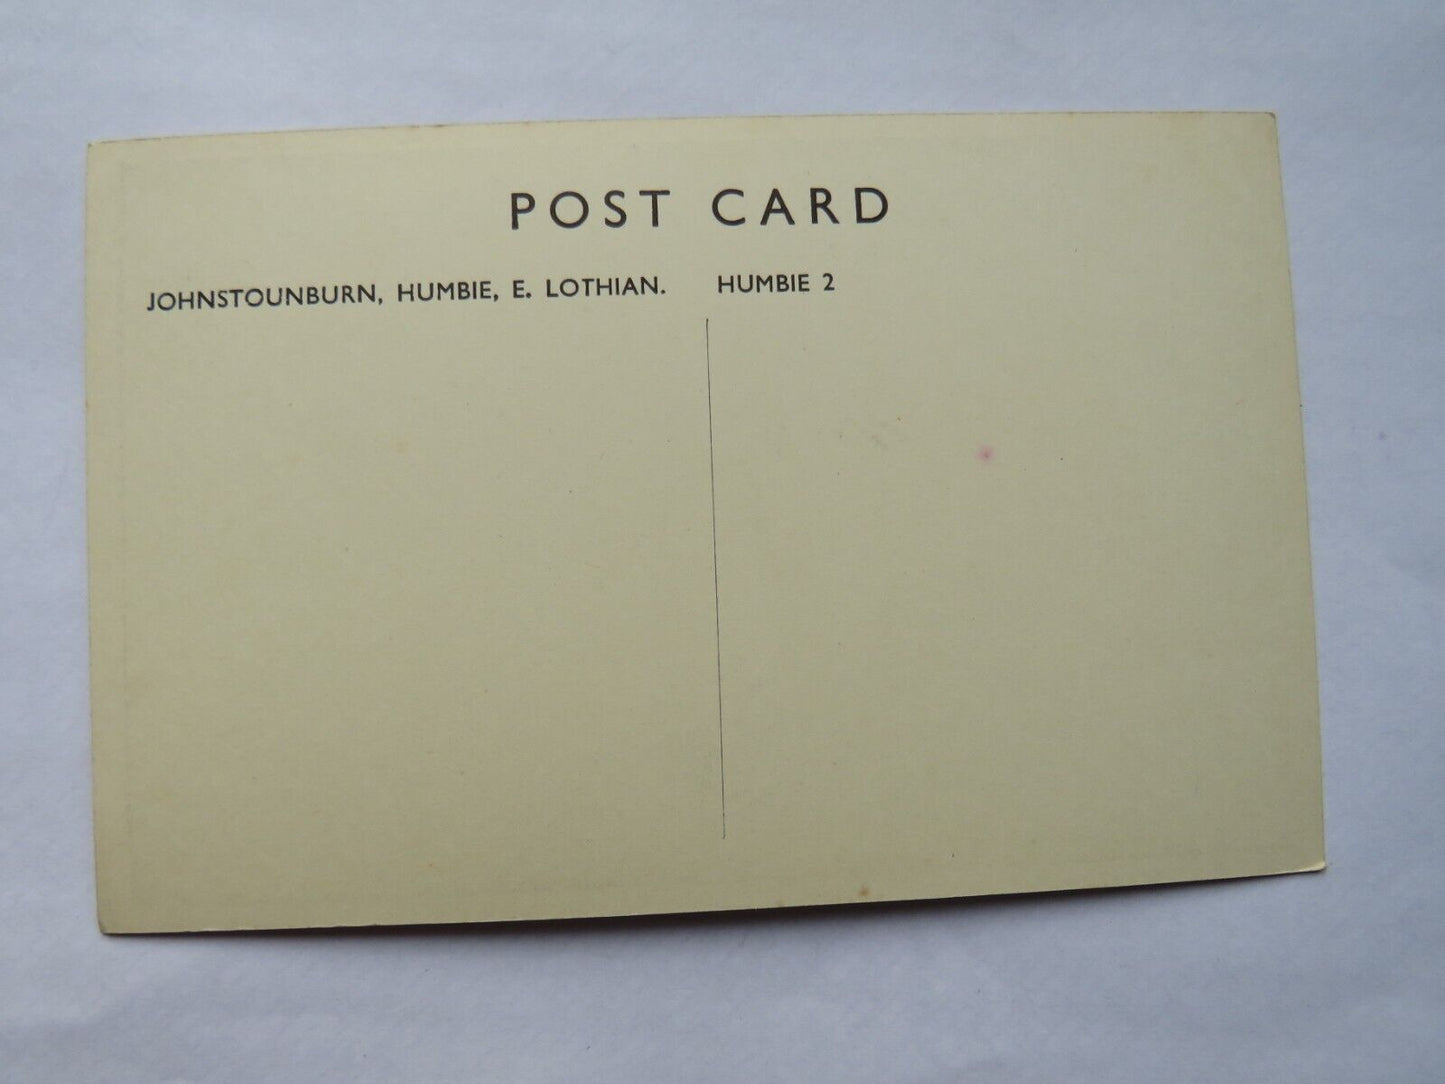 POST CARD
JOHNSTOUNBURN, HUMBIE, E. LOTHIAN. HUMBIE 2